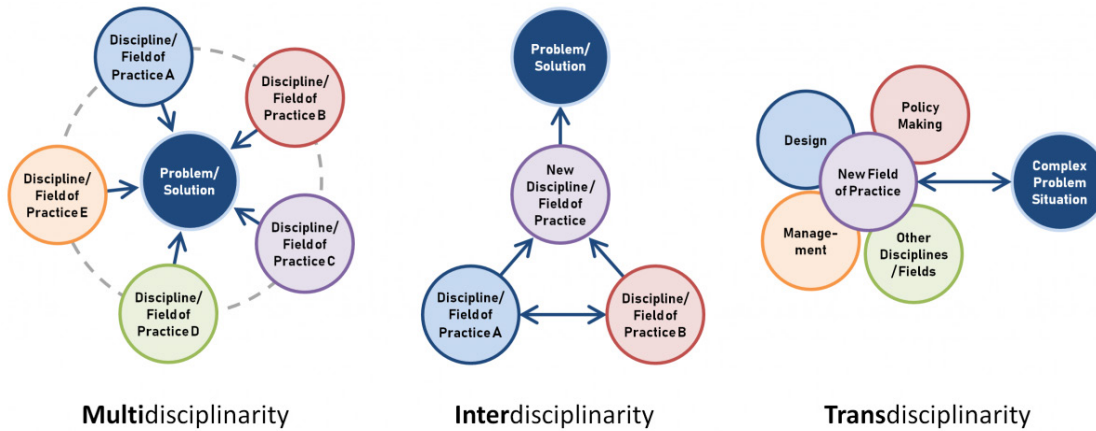 Discipline/
Field of
Practice A
Discipline/
Field of
Practice B
Problem/
Solution
Discipline/
Field of
Practice E
Discipline/
Field of
Practice C
Discipline/
Field of
Practice D
Multidisciplinarity
Problem/
Solution
New
Discipline/
Field of
Practice
Discipline/
Field of
Practice A
Discipline/
Field of
Practice B
Interdisciplinarity
Policy
Making
Design
New Field
of Practice
Complex
Problem
Situation
Manage-
ment
Other
Disciplines
/Fields
Transdisciplinarity